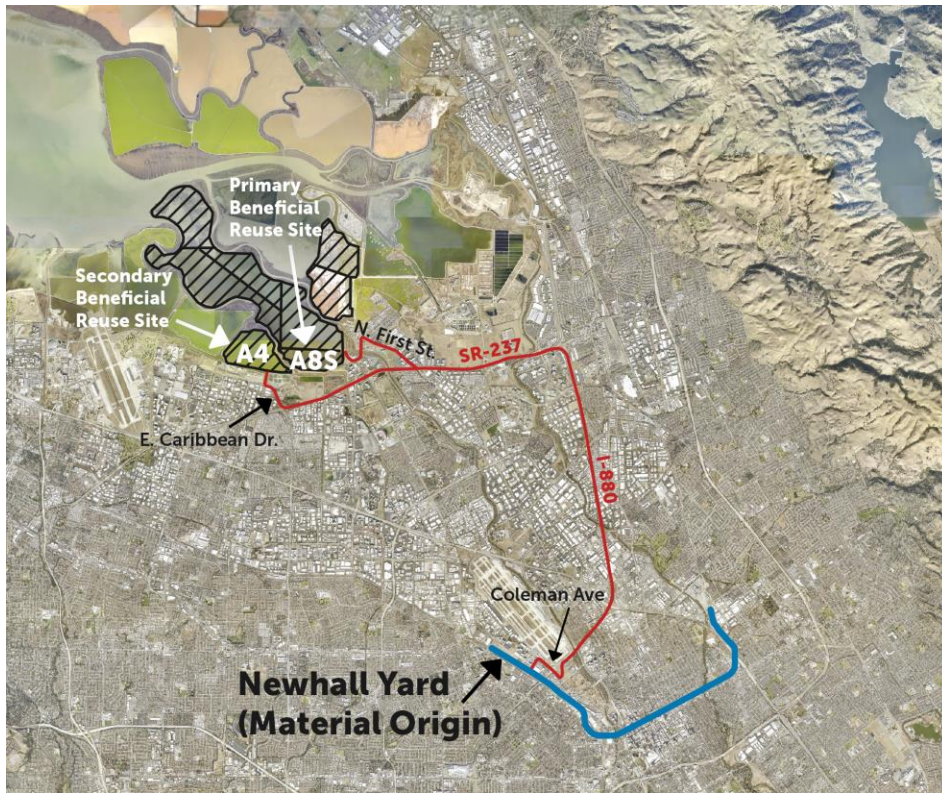 Primary
Beneficial
Reuse Site
Secondary
Beneficial
Reuse Site
A4
A8S
N. First St.
SR-237
E. Caribbean Dr.
I-880
Coleman Ave
Newhall Yard
(Material Origin)